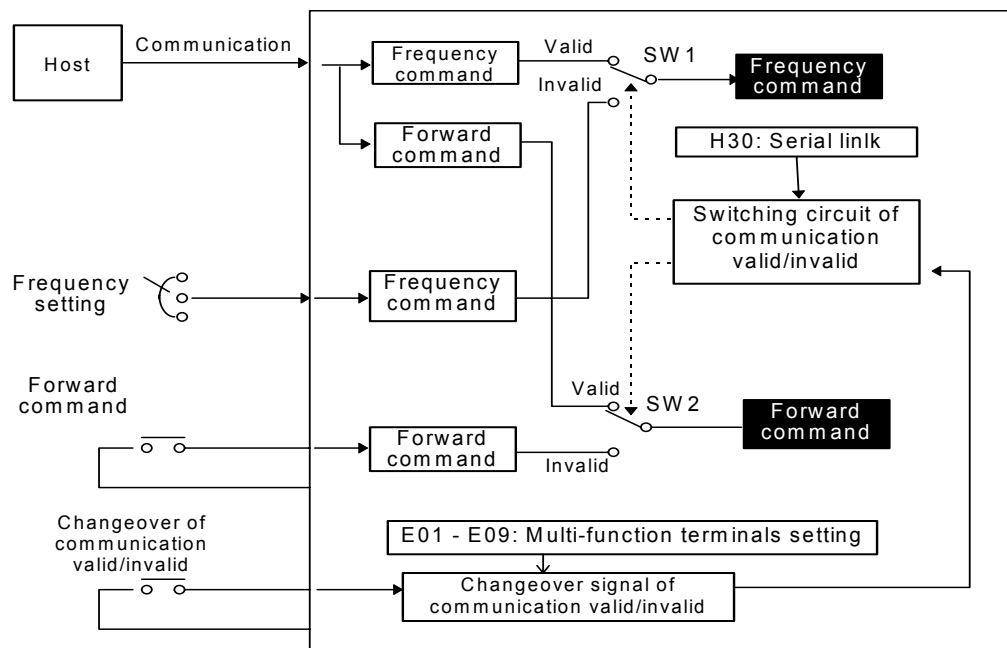 Host
Communication
Frequency
command
Valid
SW1
Frequency
command
Invalid
Forward
command
H30: Serial linlk
Switching circuit of
communication
valid/invalid
Frequency
setting
Frequency
command
Forward
command
Valid
SW2
Forward
command
Forward
command
Invalid
Changeover of
communication
valid/invalid
E01 - E09: Multi-function terminals setting
Changeover signal of
communication valid/invalid